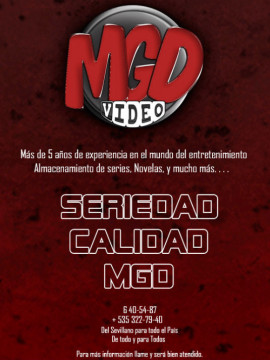 MGD
VIDEO
Más de 5 años de experiencia en el mundo del entretenimiento
Almacenamiento de series, Novelas, y mucho más. . . .
SERIEDAD
CALIDAD
MGD
6 40-54-87
+ 535 322-79-40
Del Sevillano para todo el País
De todo y para Todos
Para más información llame y será bien atendido.